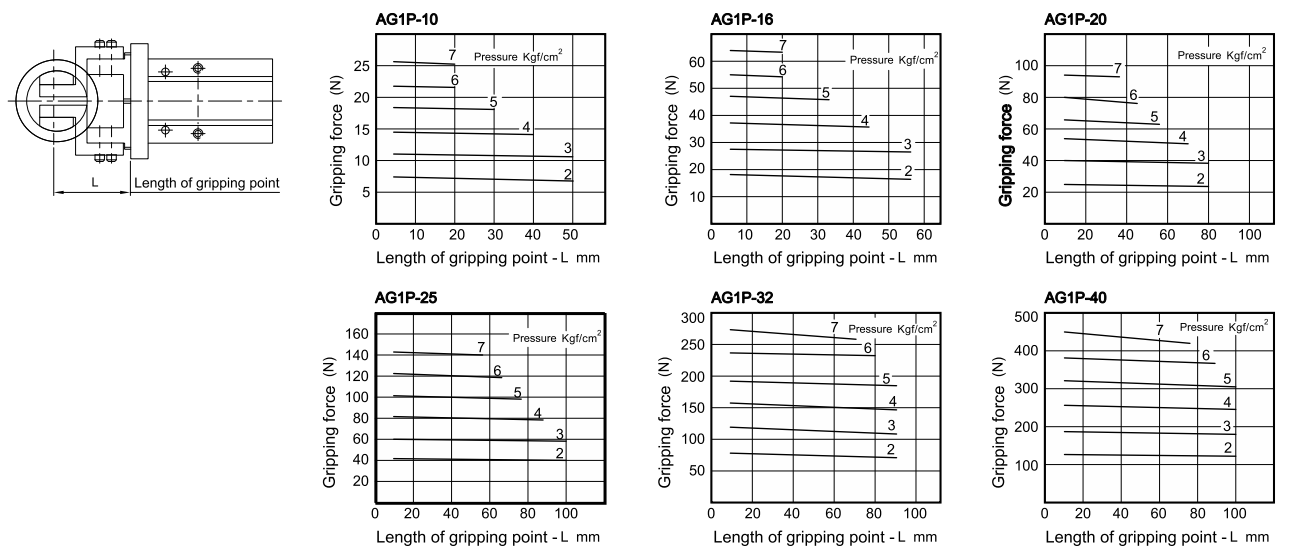 L Length of gripping point
AG1P-10
Pressure Kgf/cm²
Gripping force (N)
25
20
15
10
5
7
6
5
4
3
2
0 10 20 30 40 50
Length of gripping point - L mm
AG1P-16
Pressure Kgf/cm²
Gripping force (N)
60
50
40
30
20
10
7
6
5
4
3
2
0 10 20 30 40 50 60
Length of gripping point - L mm
AG1P-20
Pressure Kgf/cm²
Gripping force (N)
100
80
60
40
20
7
6
5
4
3
2
0 20 40 60 80 100
Length of gripping point - L mm
AG1P-25
Pressure Kgf/cm²
Gripping force (N)
160
140
120
100
80
60
40
20
7
6
5
4
3
2
0 20 40 60 80 100
Length of gripping point - L mm
AG1P-32
Pressure Kgf/cm²
Gripping force (N)
300
250
200
150
100
50
7
6
5
4
3
2
0 20 40 60 80 100
Length of gripping point - L mm
AG1P-40
Pressure Kgf/cm²
Gripping force (N)
500
400
300
200
100
7
6
5
4
3
2
0 20 40 60 80 100
Length of gripping point - L mm